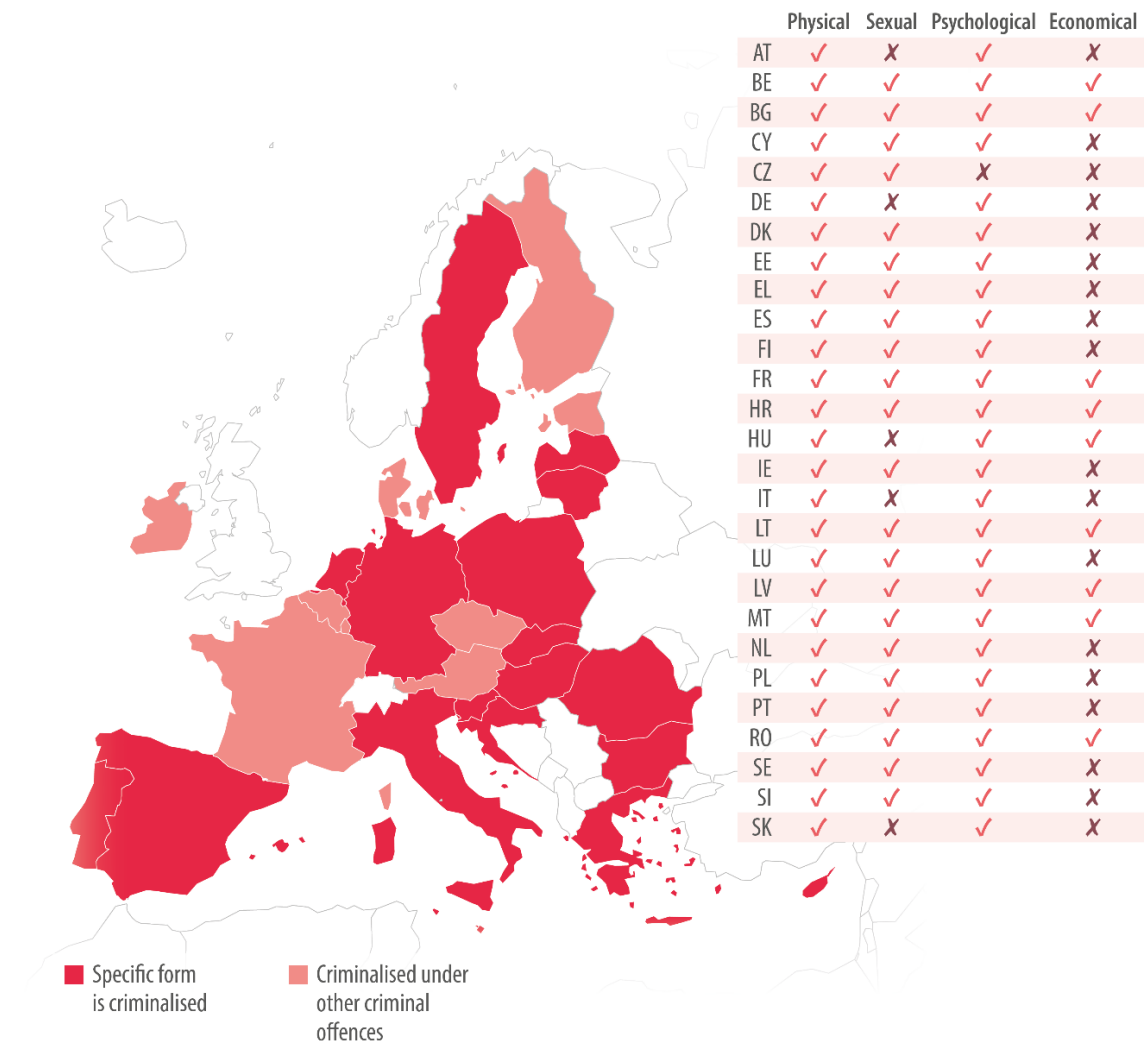 Physical Sexual Psychological Economical
AT ✓ ✗ ✓ ✗
BE ✓ ✓ ✓ ✓
BG ✓ ✓ ✓ ✓
CY ✓ ✓ ✓ ✗
CZ ✓ ✓ ✗ ✗
DE ✓ ✗ ✓ ✗
DK ✓ ✓ ✓ ✗
EE ✓ ✓ ✓ ✗
EL ✓ ✓ ✓ ✗
ES ✓ ✓ ✓ ✗
FI ✓ ✓ ✓ ✗
FR ✓ ✓ ✓ ✓
HR ✓ ✓ ✓ ✓
HU ✓ ✗ ✓ ✓
IE ✓ ✓ ✓ ✗
IT ✓ ✗ ✓ ✗
LT ✓ ✓ ✓ ✓
LU ✓ ✓ ✓ ✗
LV ✓ ✓ ✓ ✓
MT ✓ ✓ ✓ ✓
NL ✓ ✓ ✓ ✗
PL ✓ ✓ ✓ ✗
PT ✓ ✓ ✓ ✗
RO ✓ ✓ ✓ ✓
SE ✓ ✓ ✓ ✗
SI ✓ ✓ ✓ ✗
SK ✓ ✗ ✓ ✗
Specific form
is criminalised
Criminalised under
other criminal
offences